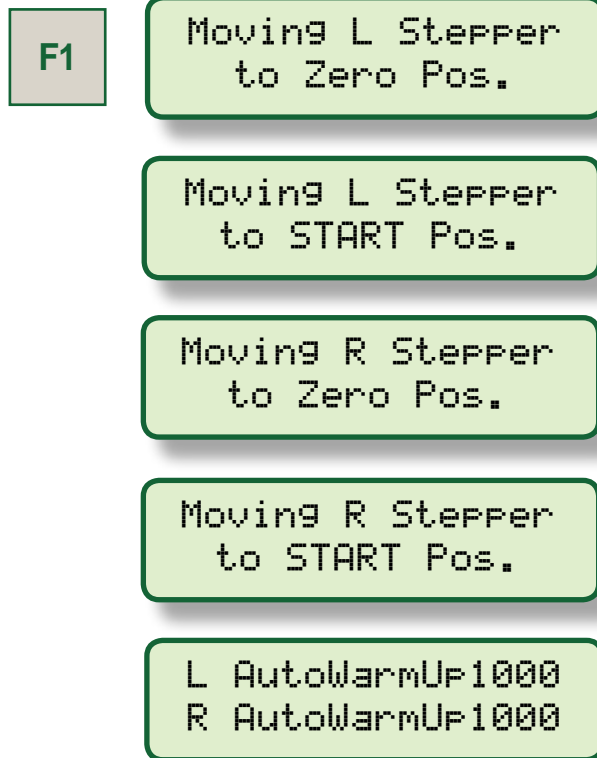 F1
Moving L Stepper
to Zero Pos.
Moving L Stepper
to START Pos.
Moving R Stepper
to Zero Pos.
Moving R Stepper
to START Pos.
L AutoWarmUp1000
R AutoWarmUp1000